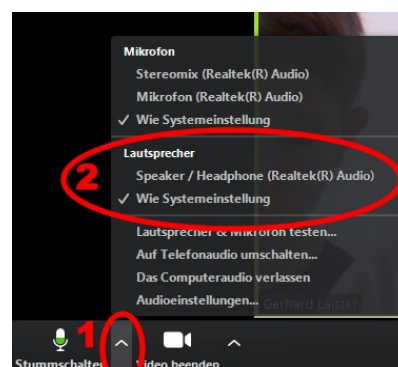 Mikrofon
Stereomix (Realtek(R) Audio)
Mikrofon (Realtek(R) Audio)
✓ Wie Systemeinstellung
Lautsprecher
2
Speaker / Headphone (Realtek(R) Audio)
✓ Wie Systemeinstellung
Lautsprecher & Mikrofon testen...
Auf Telefonaudio umschalten...
Das Computeraudio verlassen
Audioeinstellungen...
Gerhard
1
Stummschalten
Video beenden